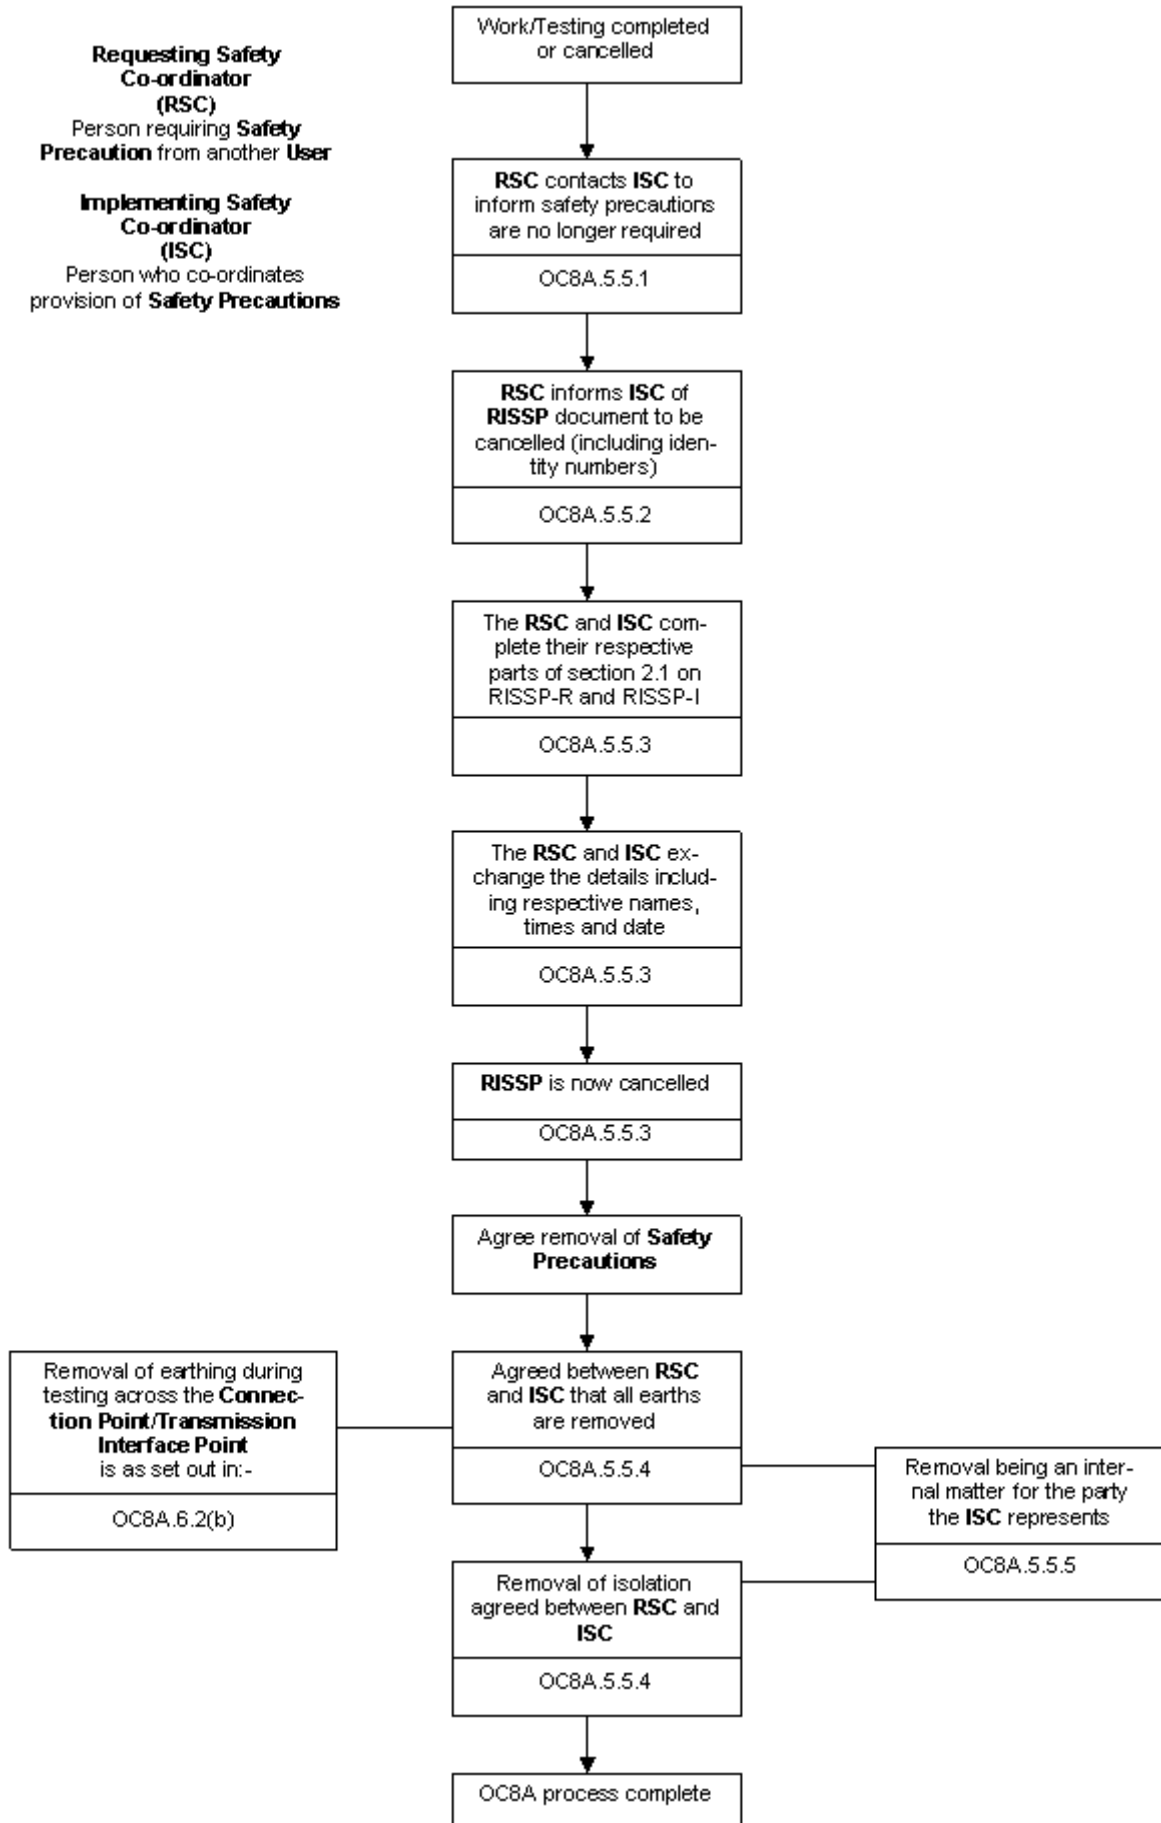 Requesting Safety
Co-ordinator
(RSC)
Person requiring Safety
Precaution from another User
Implementing Safety
Co-ordinator
(ISC)
Person who co-ordinates
provision of Safety Precautions
Work/Testing completed
or cancelled
RSC contacts ISC to
inform safety precautions
are no longer required
OC8A.5.5.1
RSC informs ISC of
RISSP document to be
cancelled (including iden-
tity numbers)
OC8A.5.5.2
The RSC and ISC com-
plete their respective
parts of section 2.1 on
RISSP-R and RISSP-I
OC8A.5.5.3
The RSC and ISC ex-
change the details includ-
ing respective names,
times and date
OC8A.5.5.3
RISSP is now cancelled
OC8A.5.5.3
Agree removal of Safety
Precautions
Removal of earthing during
testing across the Connec-
tion Point/Transmission
Interface Point
is as set out in:-
OC8A.6.2(b)
Agreed between RSC
and ISC that all earths
are removed
OC8A.5.5.4
Removal being an inter-
nal matter for the party
the ISC represents
OC8A.5.5.5
Removal of isolation
agreed between RSC and
ISC
OC8A.5.5.4
OC8A process complete